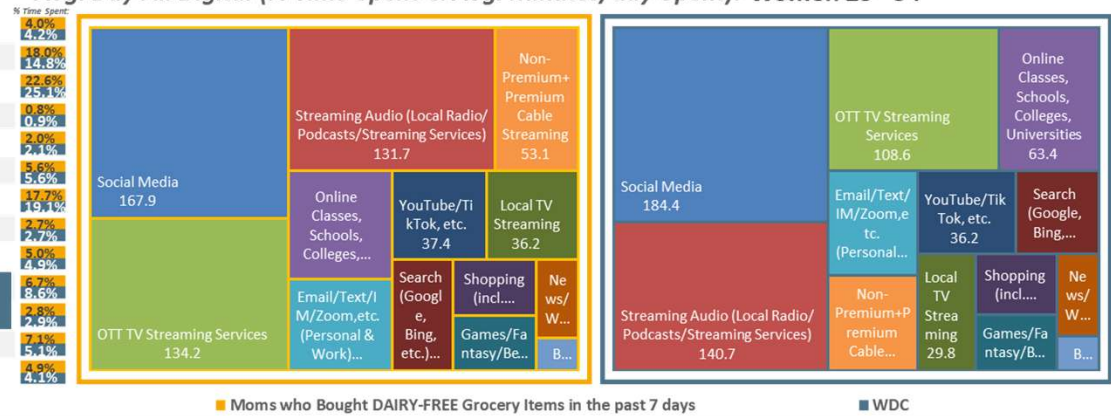 % Time Spent:
4.0%
4.2%
18.0%
14.8%
22.6%
25.1%
0.8%
0.9%
2.0%
2.1%
5.6%
5.6%
17.7%
19.1%
2.7%
2.7%
5.0%
4.9%
6.7%
8.6%
2.8%
2.9%
7.1%
5.1%
4.9%
4.1%
Social Media
167.9
OTT TV Streaming Services
134.2
Streaming Audio (Local Radio/
Podcasts/Streaming Services)
131.7
Non-
Premium+
Premium
Cable
Streaming
53.1
Online
Classes,
Schools,
Colleges,...
YouTube/Ti
kTok, etc.
37.4
Local TV
Streaming
36.2
Email/Text/I
M/Zoom,etc.
(Personal &
Work)...
Search
(Googl
e,
Bing,
etc.)...
Shopping
(incl....
Games/Fa
ntasy/Be...
Ne
ws/
W...
B...
Social Media
184.4
Streaming Audio (Local Radio/
Podcasts/Streaming Services)
140.7
OTT TV Streaming
Services
108.6
Online
Classes,
Schools,
Colleges,
Universities
63.4
Email/Text/
IM/Zoom,e
tc.
(Personal...
YouTube/Tik
Tok, etc.
36.2
Search
(Google,
Bing,...
Non-
Premium+P
remium
Cable...
Local
TV
Strea
ming
29.8
Shopping
(incl....
Games/Fa
ntasy/B...
Ne
ws/
W...
B...
Moms who Bought DAIRY-FREE Grocery Items in the past 7 days
WDC